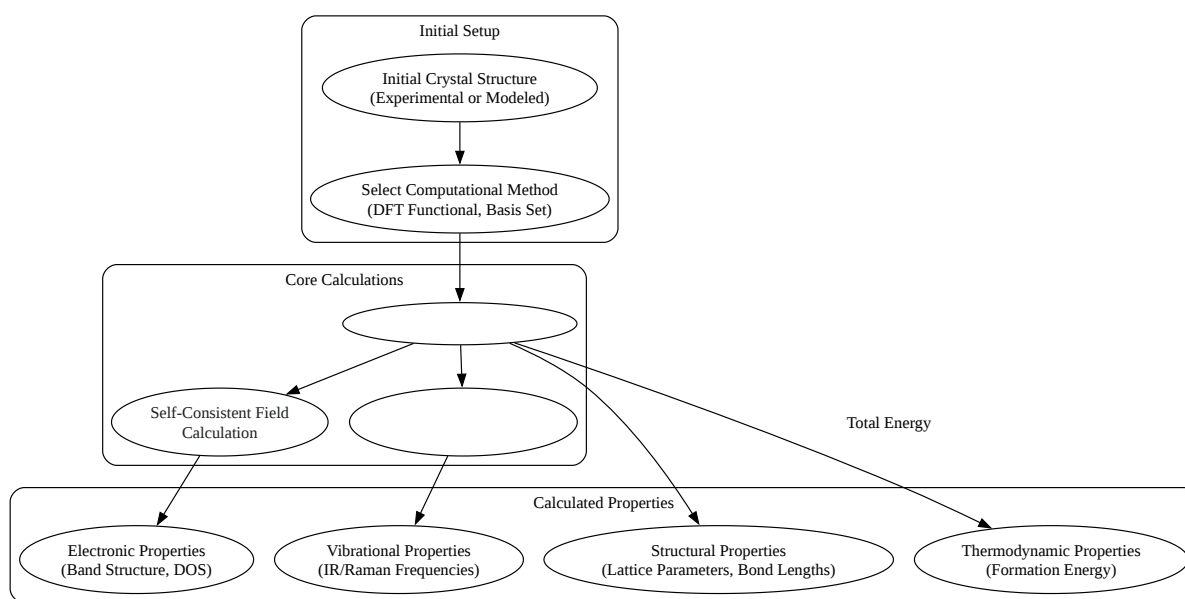 Initial Setup
Initial Crystal Structure
(Experimental or Modeled)
Select Computational Method
(DFT Functional, Basis Set)
Core Calculations
Self-Consistent Field
Calculation
Total Energy
Calculated Properties
Electronic Properties
(Band Structure, DOS)
Vibrational Properties
(IR/Raman Frequencies)
Structural Properties
(Lattice Parameters, Bond Lengths)
Thermodynamic Properties
(Formation Energy)